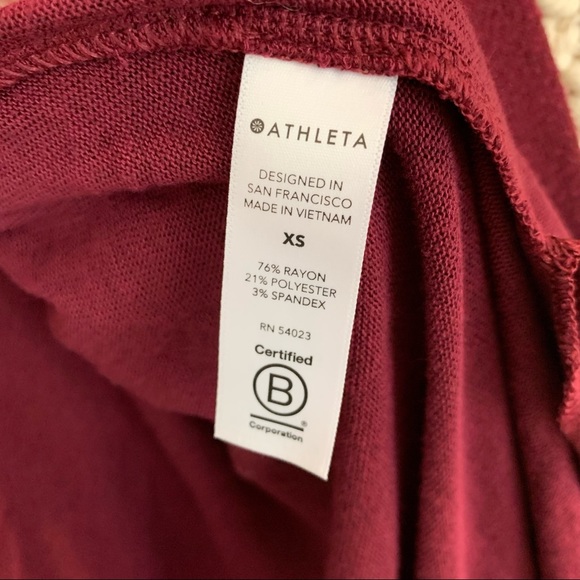 ATHLETA
DESIGNED IN
SAN FRANCISCO
MADE IN VIETNAM
XS
76% RAYON
21% POLYESTER
3% SPANDEX
RN 54023
Certified
B
®
Corporation